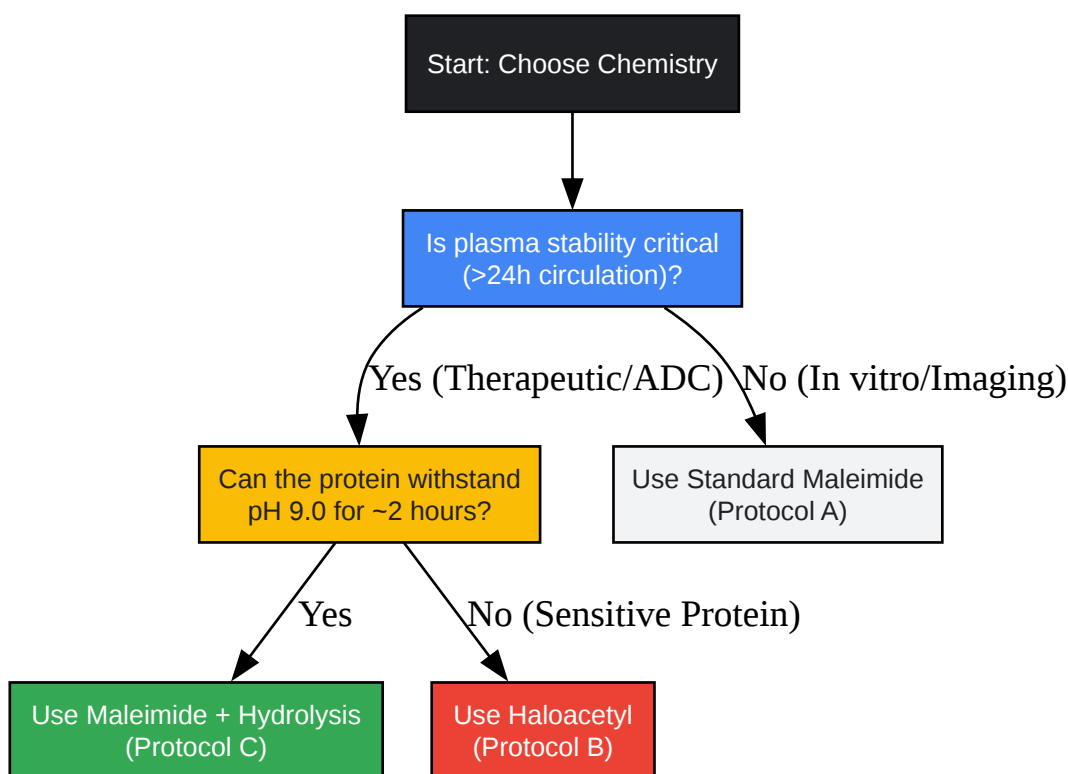 Start: Choose Chemistry
Is plasma stability critical
(>24h circulation)?
Yes (Therapeutic/ADC)
No (In vitro/Imaging)
Can the protein withstand
pH 9.0 for ~2 hours?
Use Standard Maleimide
(Protocol A)
Yes
No (Sensitive Protein)
Use Maleimide + Hydrolysis
(Protocol C)
Use Haloacetyl
(Protocol B)